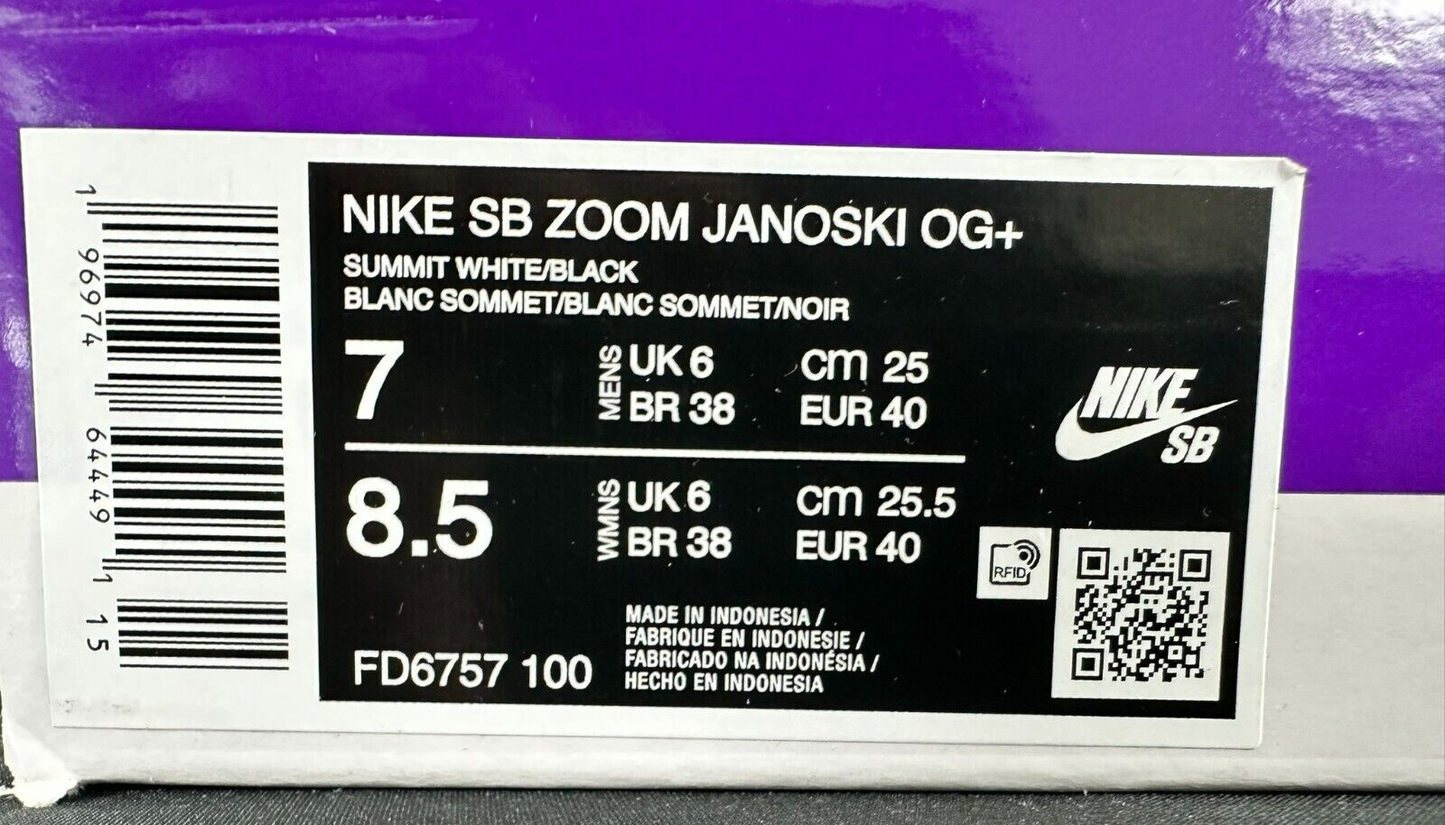 NIKE SB ZOOM JANOSKI OG+
SUMMIT WHITE/BLACK
BLANC SOMMET/BLANC SOMMET/NOIR
7
MENS
UK 6
cm 25
BR 38
EUR 40
8.5
WMNS
UK 6
cm 25.5
BR 38
EUR 40
FD6757 100
MADE IN INDONESIA /
FABRIQUE EN INDONESIE /
FABRICADO NA INDONÉSIA /
HECHO EN INDONESIA
NIKE
SB
RFID
1 96974 64449 1 15